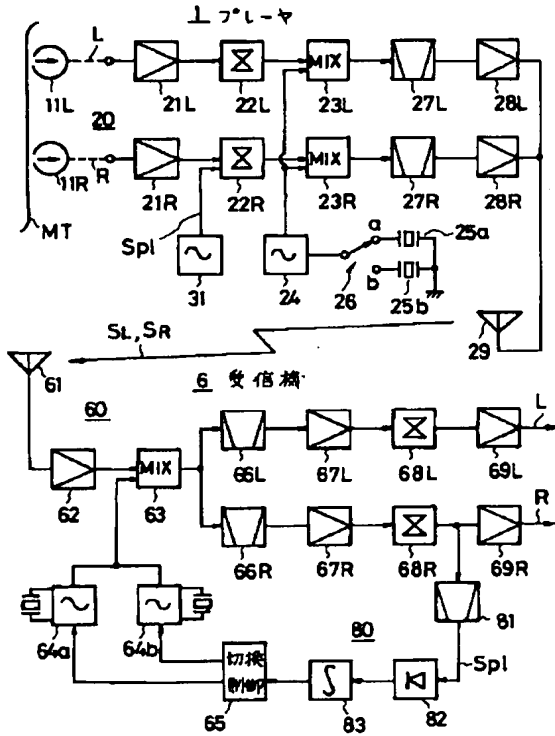 1 プレーヤ
L
MIX
11L
20
21L
22L
23L
27L
28L
R
MIX
11R
21R
22R
23R
27R
28R
MT
Spl
a
25a
b
31
24
26
25b
SL, SR
29
61
6 受信機
60
L
MIX
62
63
66L
67L
68L
69L
R
66R
67R
68R
69R
81
64a
64b
80
Spl
切換
制御
65
83
82